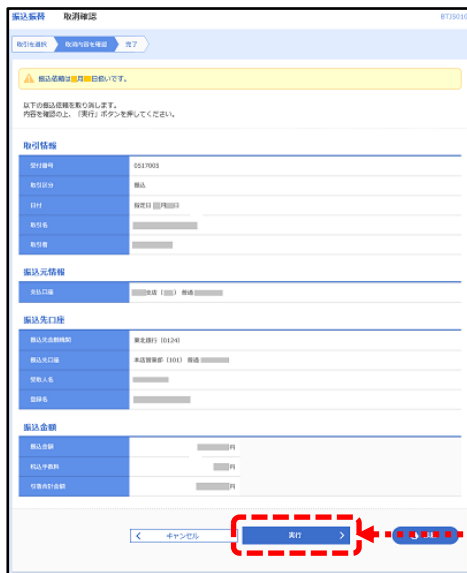 振込振替 取消確認 BTJS010
取引を選択 取消内容を確認 完了
振込依頼は 月 日扱いです。
以下の振込依頼を取り消します。
内容を確認の上、「実行」ボタンを押してください。
取引情報
受付番号 0537005
取引区分 振込
日付 指定日 月 日
取引名
取引者
振込元情報
支払口座 支店 ( ) 普通
振込先口座
振込先金融機関 東北銀行 (0124)
振込先口座 本店営業部 (101) 普通
受取人名
登録名
振込金額
振込金額 円
税込手数料 円
引落合計金額 円
キャンセル 実行